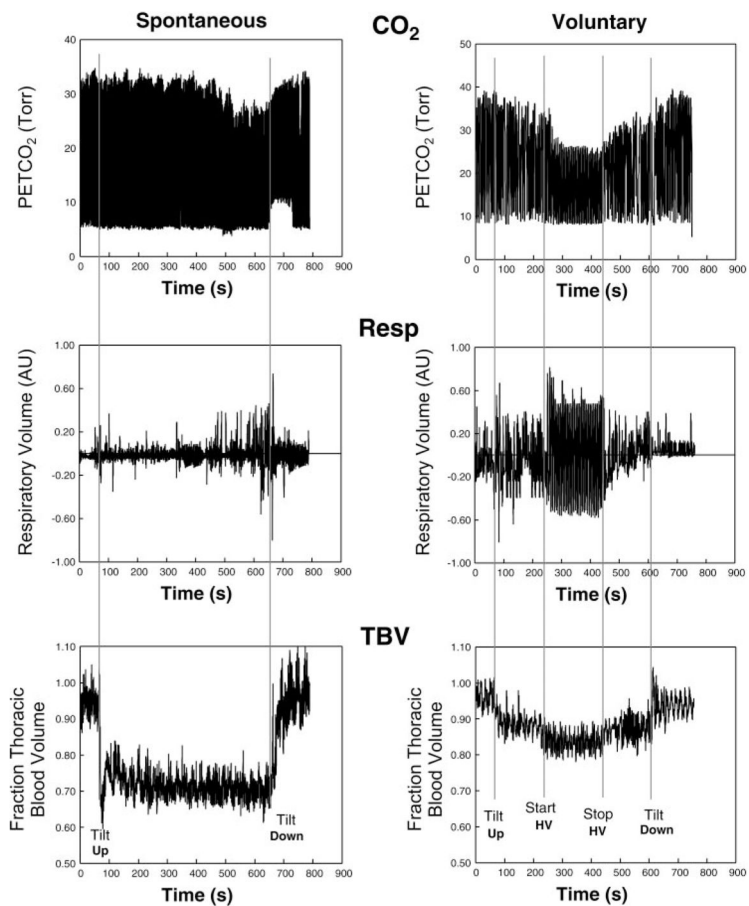 Spontaneous
CO2
Voluntary
PETCO2 (Torr)
40
30
20
10
0
0 100 200 300 400 500 600 700 800 900
Time (s)
PETCO2 (Torr)
50
40
30
20
10
0
0 100 200 300 400 500 600 700 800 900
Time (s)
Resp
Respiratory Volume (AU)
1.00
0.60
0.20
-0.20
-0.60
-1.00
0 100 200 300 400 500 600 700 800 900
Time (s)
Respiratory Volume (AU)
1.00
0.60
0.20
-0.20
-0.60
-1.00
0 100 200 300 400 500 600 700 800 900
Time (s)
TBV
Fraction Thoracic
Blood Volume
1.10
1.00
0.90
0.80
0.70
0.60
0.50
Tilt
Up
Tilt
Down
0 100 200 300 400 500 600 700 800 900
Time (s)
Fraction Thoracic
Blood Volume
1.10
1.00
0.90
0.80
0.70
0.60
0.50
Tilt
Up
Start
HV
Stop
HV
Tilt
Down
0 100 200 300 400 500 600 700 800 900
Time (s)